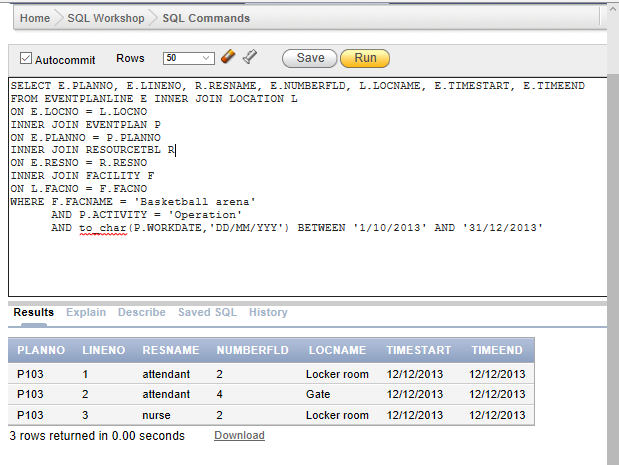 Home SQL Workshop SQL Commands
Autocommit Rows 50 Save Run
SELECT E.PLANNO, E.LINENO, R.RESNAME, E.NUMBERFLD, L.LOCNAME, E.TIMESTART, E.TIMEEND
FROM EVENTPLANLINE E INNER JOIN LOCATION L
ON E.LOCNO = L.LOCNO
INNER JOIN EVENTPLAN P
ON E.PLANNO = P.PLANNO
INNER JOIN RESOURCETBL R
ON E.RESNO = R.RESNO
INNER JOIN FACILITY F
ON L.FACNO = F.FACNO
WHERE F.FACNAME = 'Basketball arena'
AND P.ACTIVITY = 'Operation'
AND to_char(P.WORKDATE,'DD/MM/YYY') BETWEEN '1/10/2013' AND '31/12/2013'
Results Explain Describe Saved SQL History
PLANNO LINENO RESNAME NUMBERFLD LOCNAME TIMESTART TIMEEND
P103 1 attendant 2 Locker room 12/12/2013 12/12/2013
P103 2 attendant 4 Gate 12/12/2013 12/12/2013
P103 3 nurse 2 Locker room 12/12/2013 12/12/2013
3 rows returned in 0.00 seconds Download